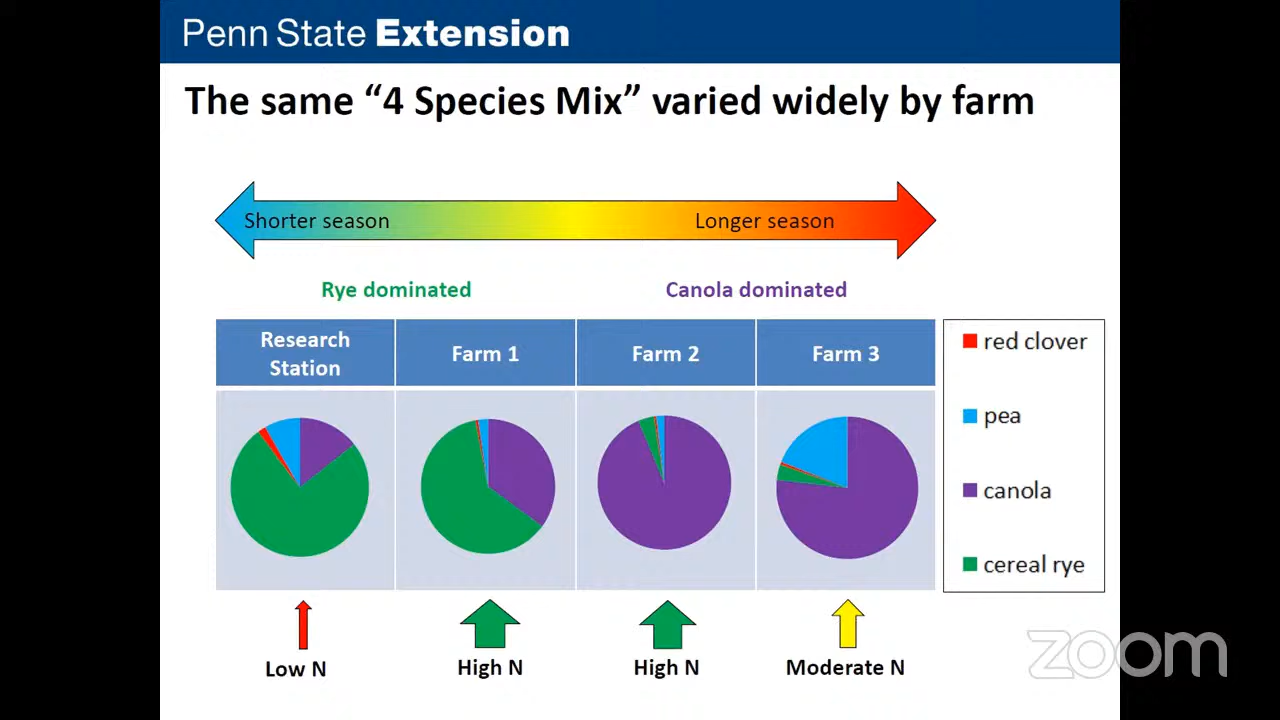 Penn State Extension
The same “4 Species Mix” varied widely by farm
Shorter season
Longer season
Rye dominated
Canola dominated
Research
Station
Farm 1
Farm 2
Farm 3
red clover
pea
canola
cereal rye
Low N
High N
High N
Moderate N
zoom